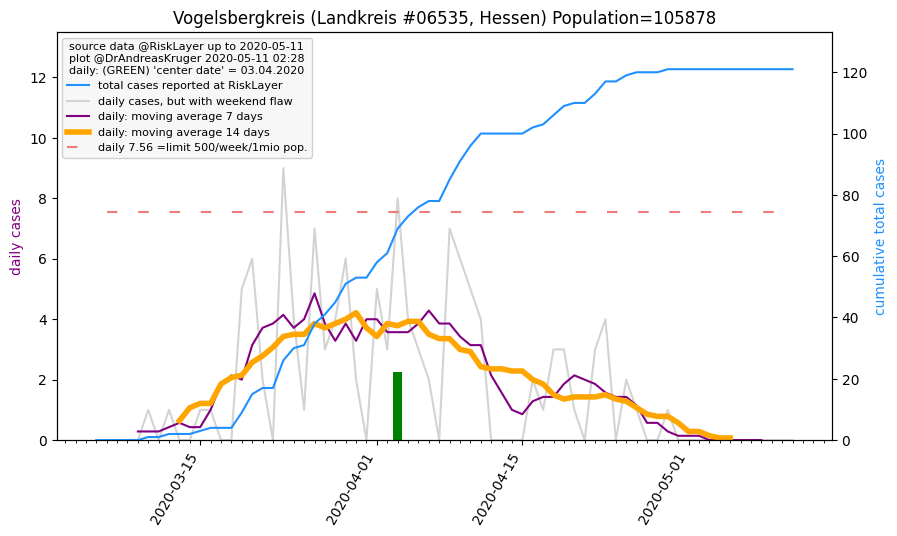 Vogelsbergkreis (Landkreis #06535, Hessen) Population=105878
source data @RiskLayer up to 2020-05-11
plot @DrAndreasKruger 2020-05-11 02:28
daily: (GREEN) 'center date' = 03.04.2020
total cases reported at RiskLayer
daily cases, but with weekend flaw
daily: moving average 7 days
daily: moving average 14 days
daily 7.56 =limit 500/week/1mio pop.
daily cases
12
10
8
6
4
2
0
120
100
80
60
40
20
0
cumulative total cases
2020-03-15
2020-04-01
2020-04-15
2020-05-01